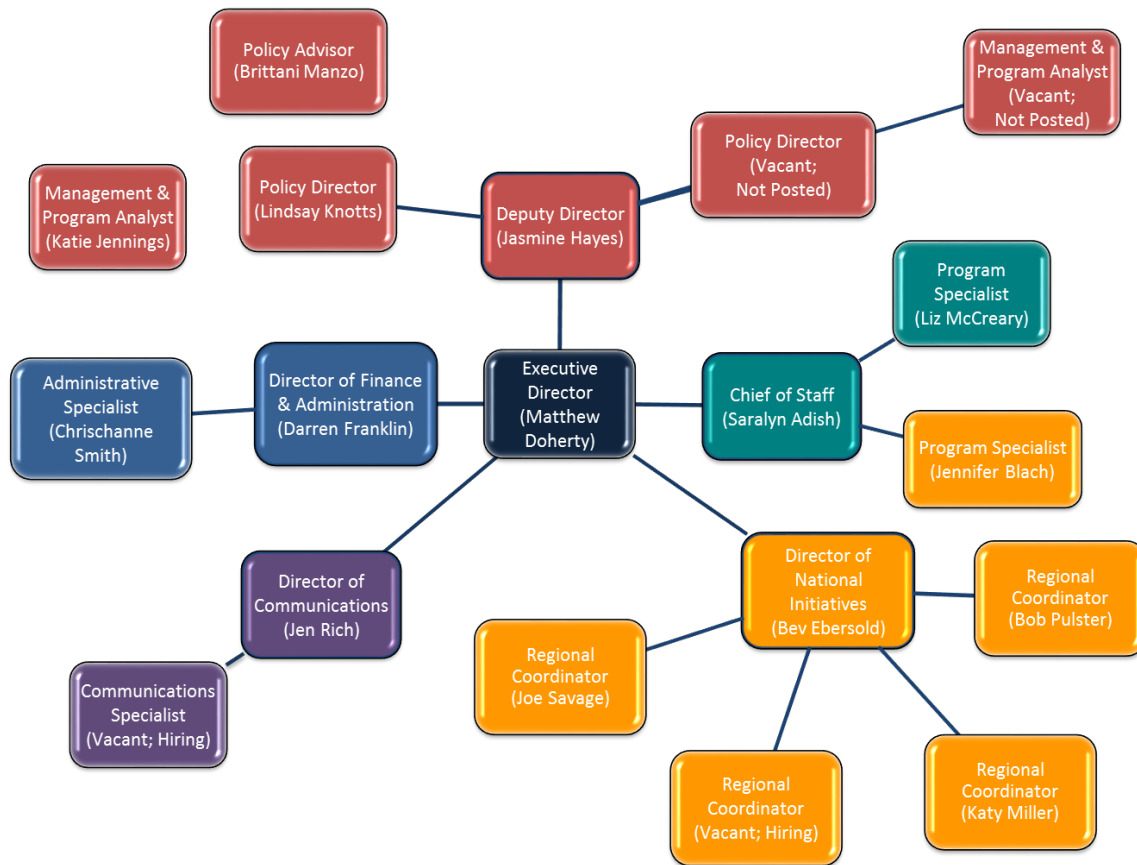 Policy Advisor
(Brittani Manzo)
Management &
Program Analyst
(Vacant;
Not Posted)
Management &
Program Analyst
(Katie Jennings)
Policy Director
(Lindsay Knotts)
Deputy Director
(Jasmine Hayes)
Policy Director
(Vacant;
Not Posted)
Program
Specialist
(Liz McCreary)
Administrative
Specialist
(Chrischanne
Smith)
Director of Finance
& Administration
(Darren Franklin)
Executive
Director
(Matthew
Doherty)
Chief of Staff
(Saralyn Adish)
Program Specialist
(Jennifer Blach)
Director of
Communications
(Jen Rich)
Director of
National
Initiatives
(Bev Ebersold)
Regional
Coordinator
(Bob Pulster)
Communications
Specialist
(Vacant; Hiring)
Regional
Coordinator
(Joe Savage)
Regional
Coordinator
(Vacant; Hiring)
Regional
Coordinator
(Katy Miller)